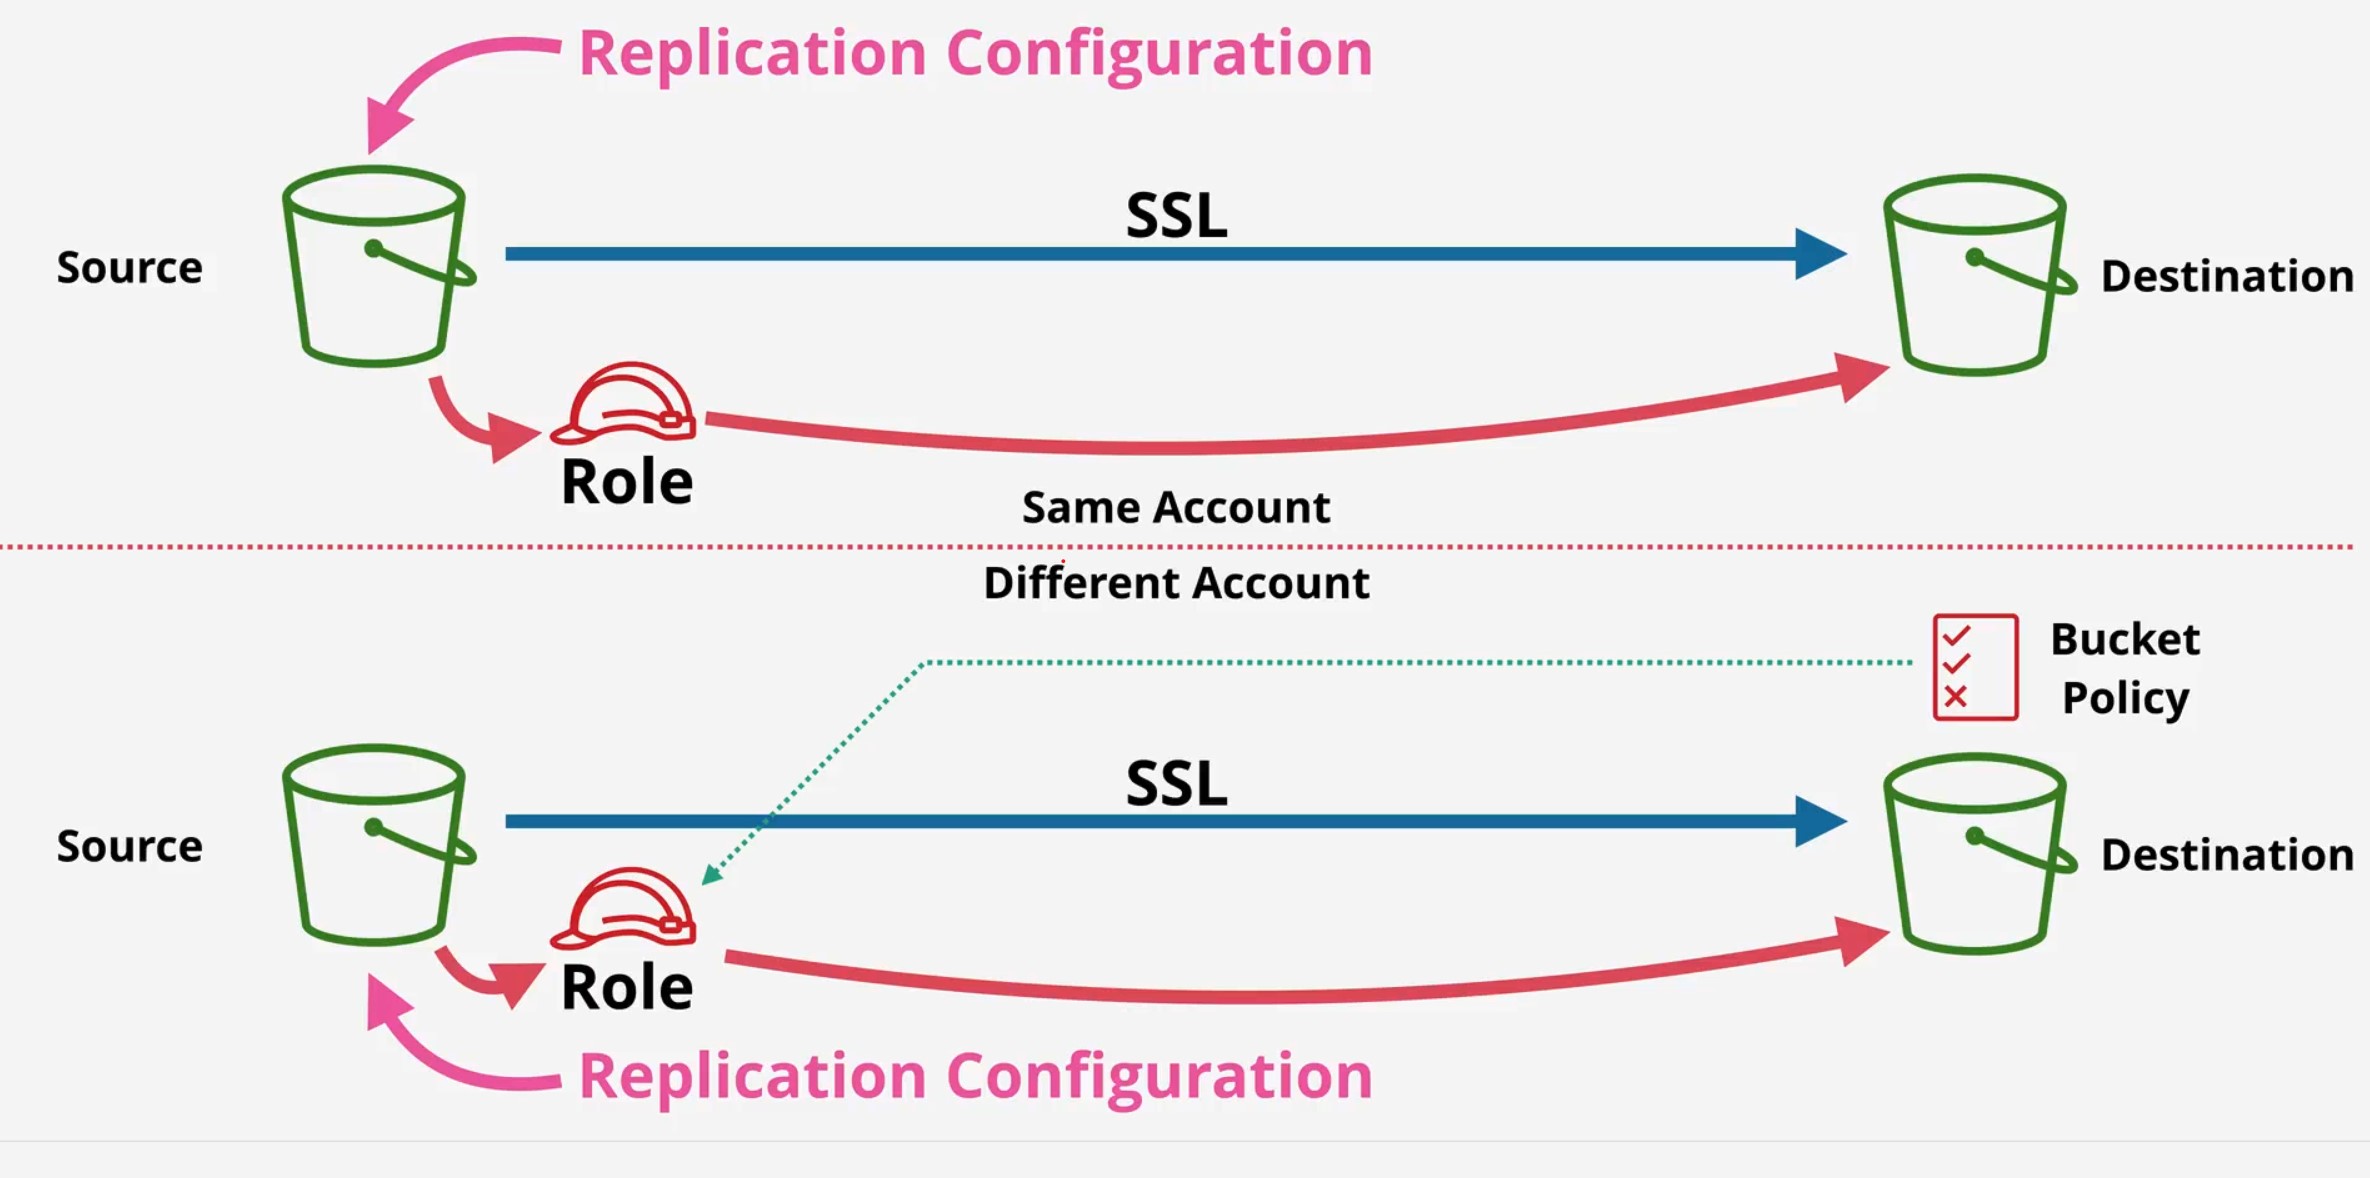 Replication Configuration
SSL
Source
Destination
Role
Same Account
Different Account
Bucket
Policy
SSL
Source
Destination
Role
Replication Configuration